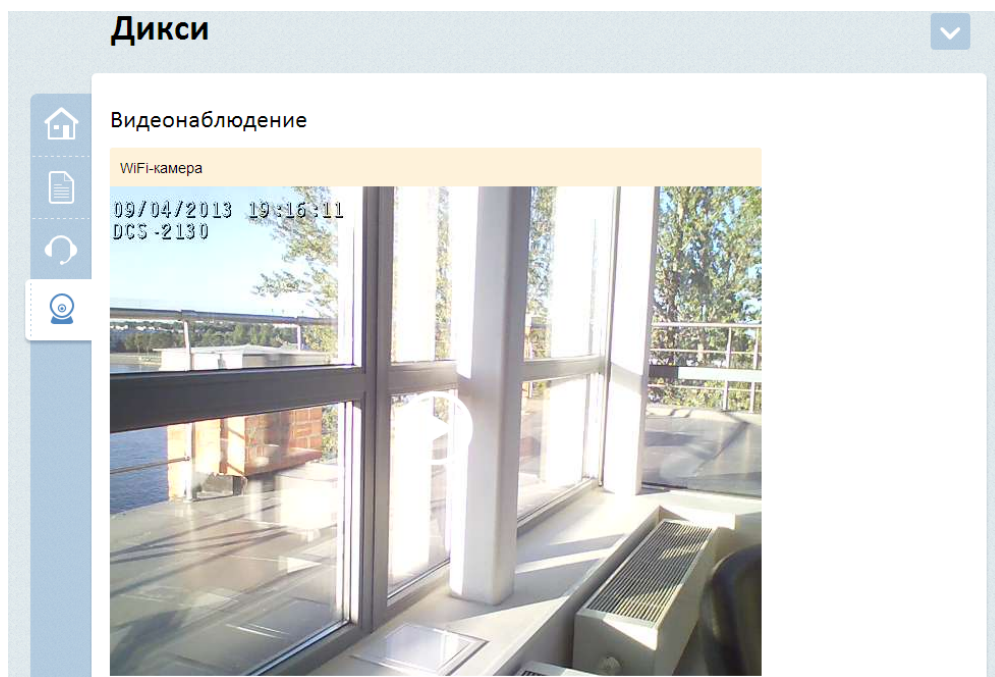 Дикси
Видеонаблюдение
WiFi-камера
09/04/2013 19:16:11
DCS-2130